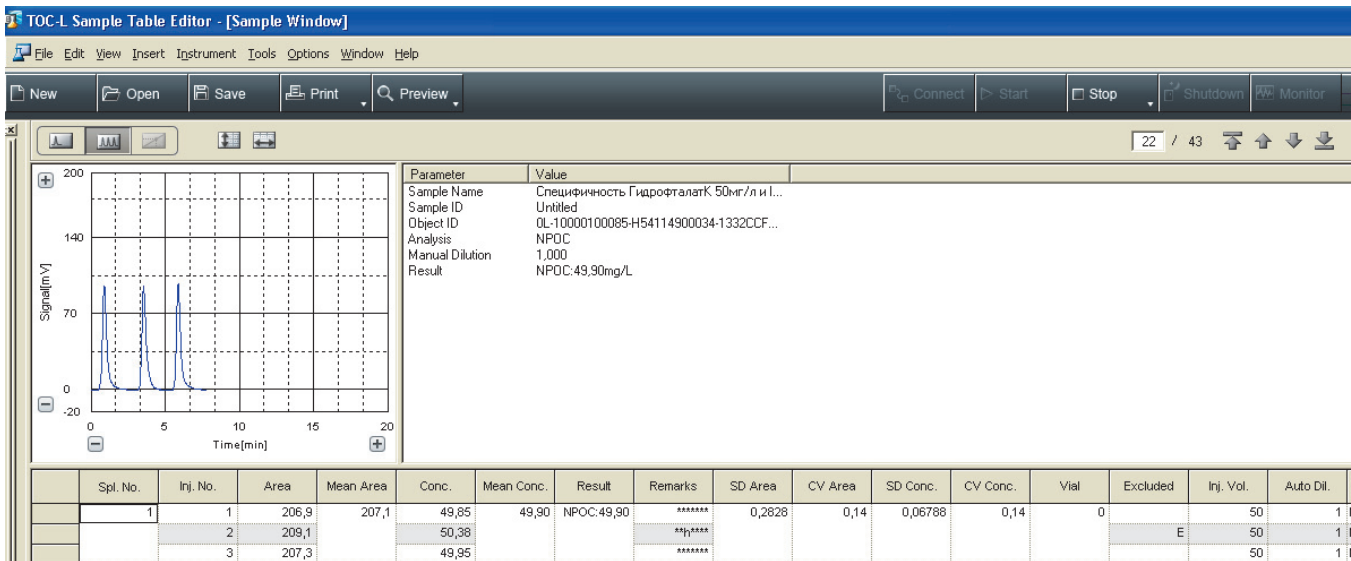 TOC-L Sample Table Editor - [Sample Window]
File Edit View Insert Instrument Tools Options Window Help
New Open Save Print Preview Connect Start Stop Shutdown Monitor
22 / 43
Parameter Value
Sample Name Специфичность ГидрофталатК 50мг/л и I...
Sample ID Untitled
Object ID 0L-10000100085-H54114900034-1332CCF...
Analysis NPOC
Manual Dilution 1,000
Result NPOC:49,90mg/L
200
140
70
0
-20
Signal[mV]
0 5 10 15 20
Time[min]
Spl. No. Inj. No. Area Mean Area Conc. Mean Conc. Result Remarks SD Area CV Area SD Conc. CV Conc. Vial Excluded Inj. Vol. Auto Dil.
1 1 206,9 207,1 49,85 49,90 NPOC:49,90 ******* 0,2828 0,14 0,06788 0,14 0 50 1
2 209,1 50,38 **h**** E 50 1
3 207,3 49,95 ******* 50 1